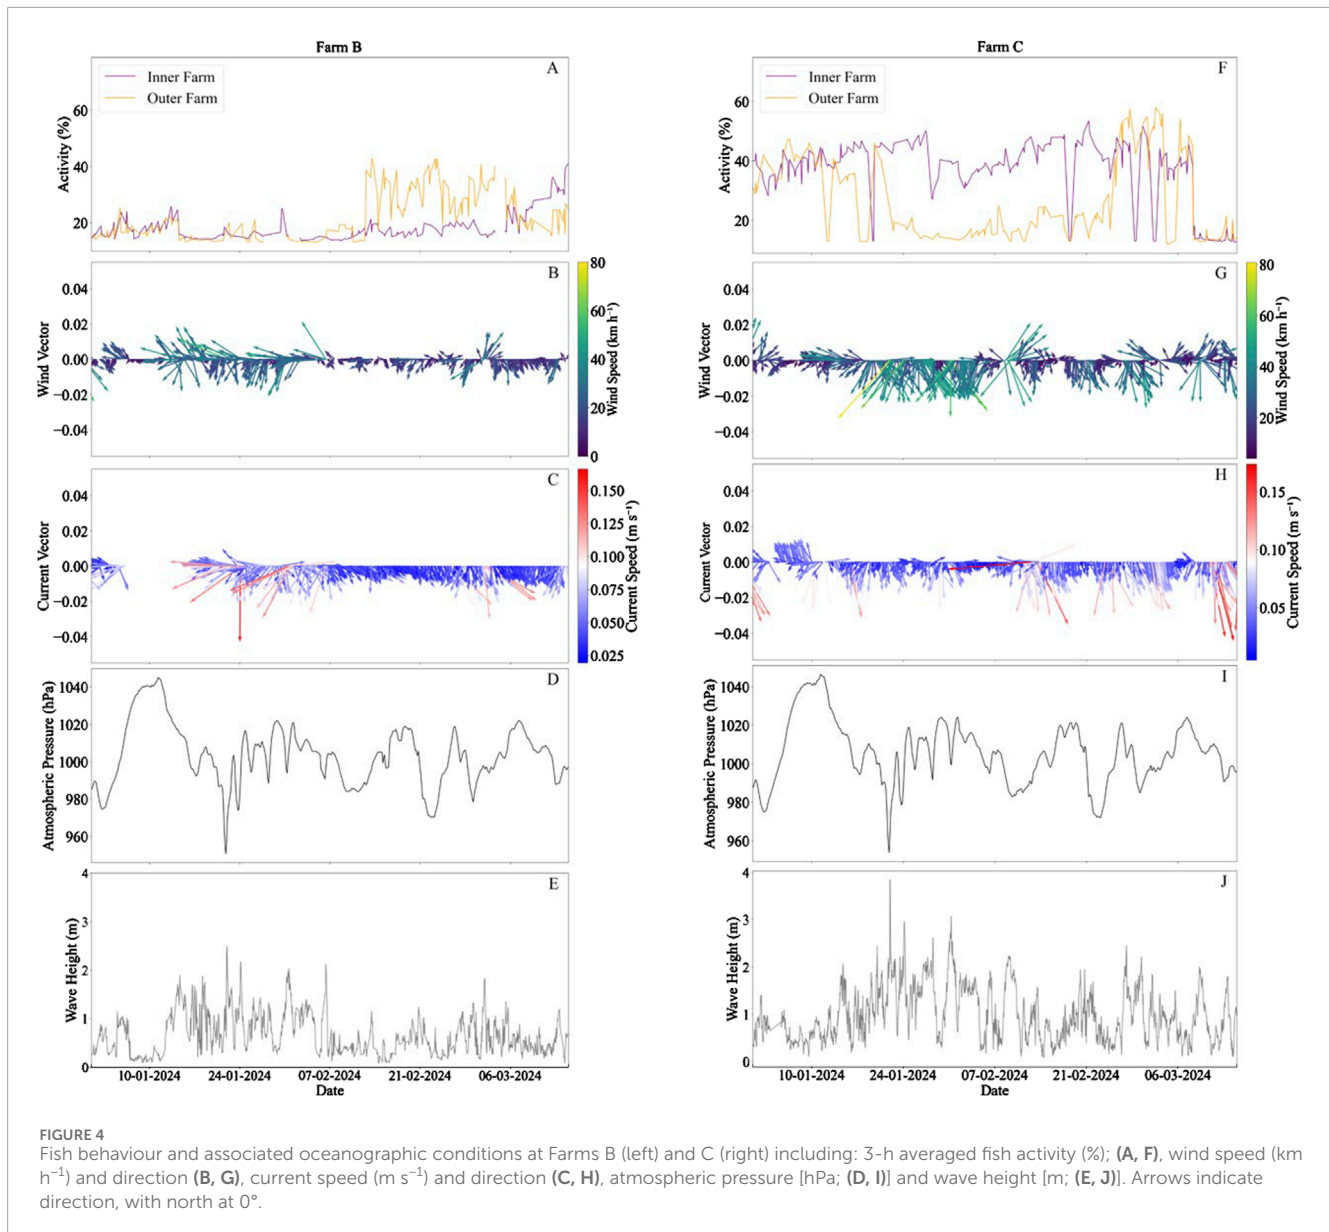 Farm B
A
Inner Farm
Outer Farm
Activity (%)
60
40
20
B
Wind Vector
0.04
0.02
0.00
−0.02
−0.04
80
60
40
20
0
Wind Speed (km h⁻¹)
C
Current Vector
0.04
0.02
0.00
−0.02
−0.04
0.150
0.125
0.100
0.075
0.050
0.025
Current Speed (m s⁻¹)
D
Atmospheric Pressure (hPa)
1040
1020
1000
980
960
E
Wave Height (m)
4
3
2
1
0
10-01-2024 24-01-2024 07-02-2024 21-02-2024 06-03-2024
Date
Farm C
F
Inner Farm
Outer Farm
Activity (%)
60
40
20
G
Wind Vector
0.04
0.02
0.00
−0.02
−0.04
80
60
40
20
Wind Speed (km h⁻¹)
H
Current Vector
0.04
0.02
0.00
−0.02
−0.04
0.15
0.10
0.05
Current Speed (m s⁻¹)
I
Atmospheric Pressure (hPa)
1040
1020
1000
980
960
J
Wave Height (m)
4
3
2
1
0
10-01-2024 24-01-2024 07-02-2024 21-02-2024 06-03-2024
Date
FIGURE 4
Fish behaviour and associated oceanographic conditions at Farms B (left) and C (right) including: 3-h averaged fish activity (%); (A, F), wind speed (km
h⁻¹) and direction (B, G), current speed (m s⁻¹) and direction (C, H), atmospheric pressure [hPa; (D, I)] and wave height [m; (E, J)]. Arrows indicate
direction, with north at 0°.